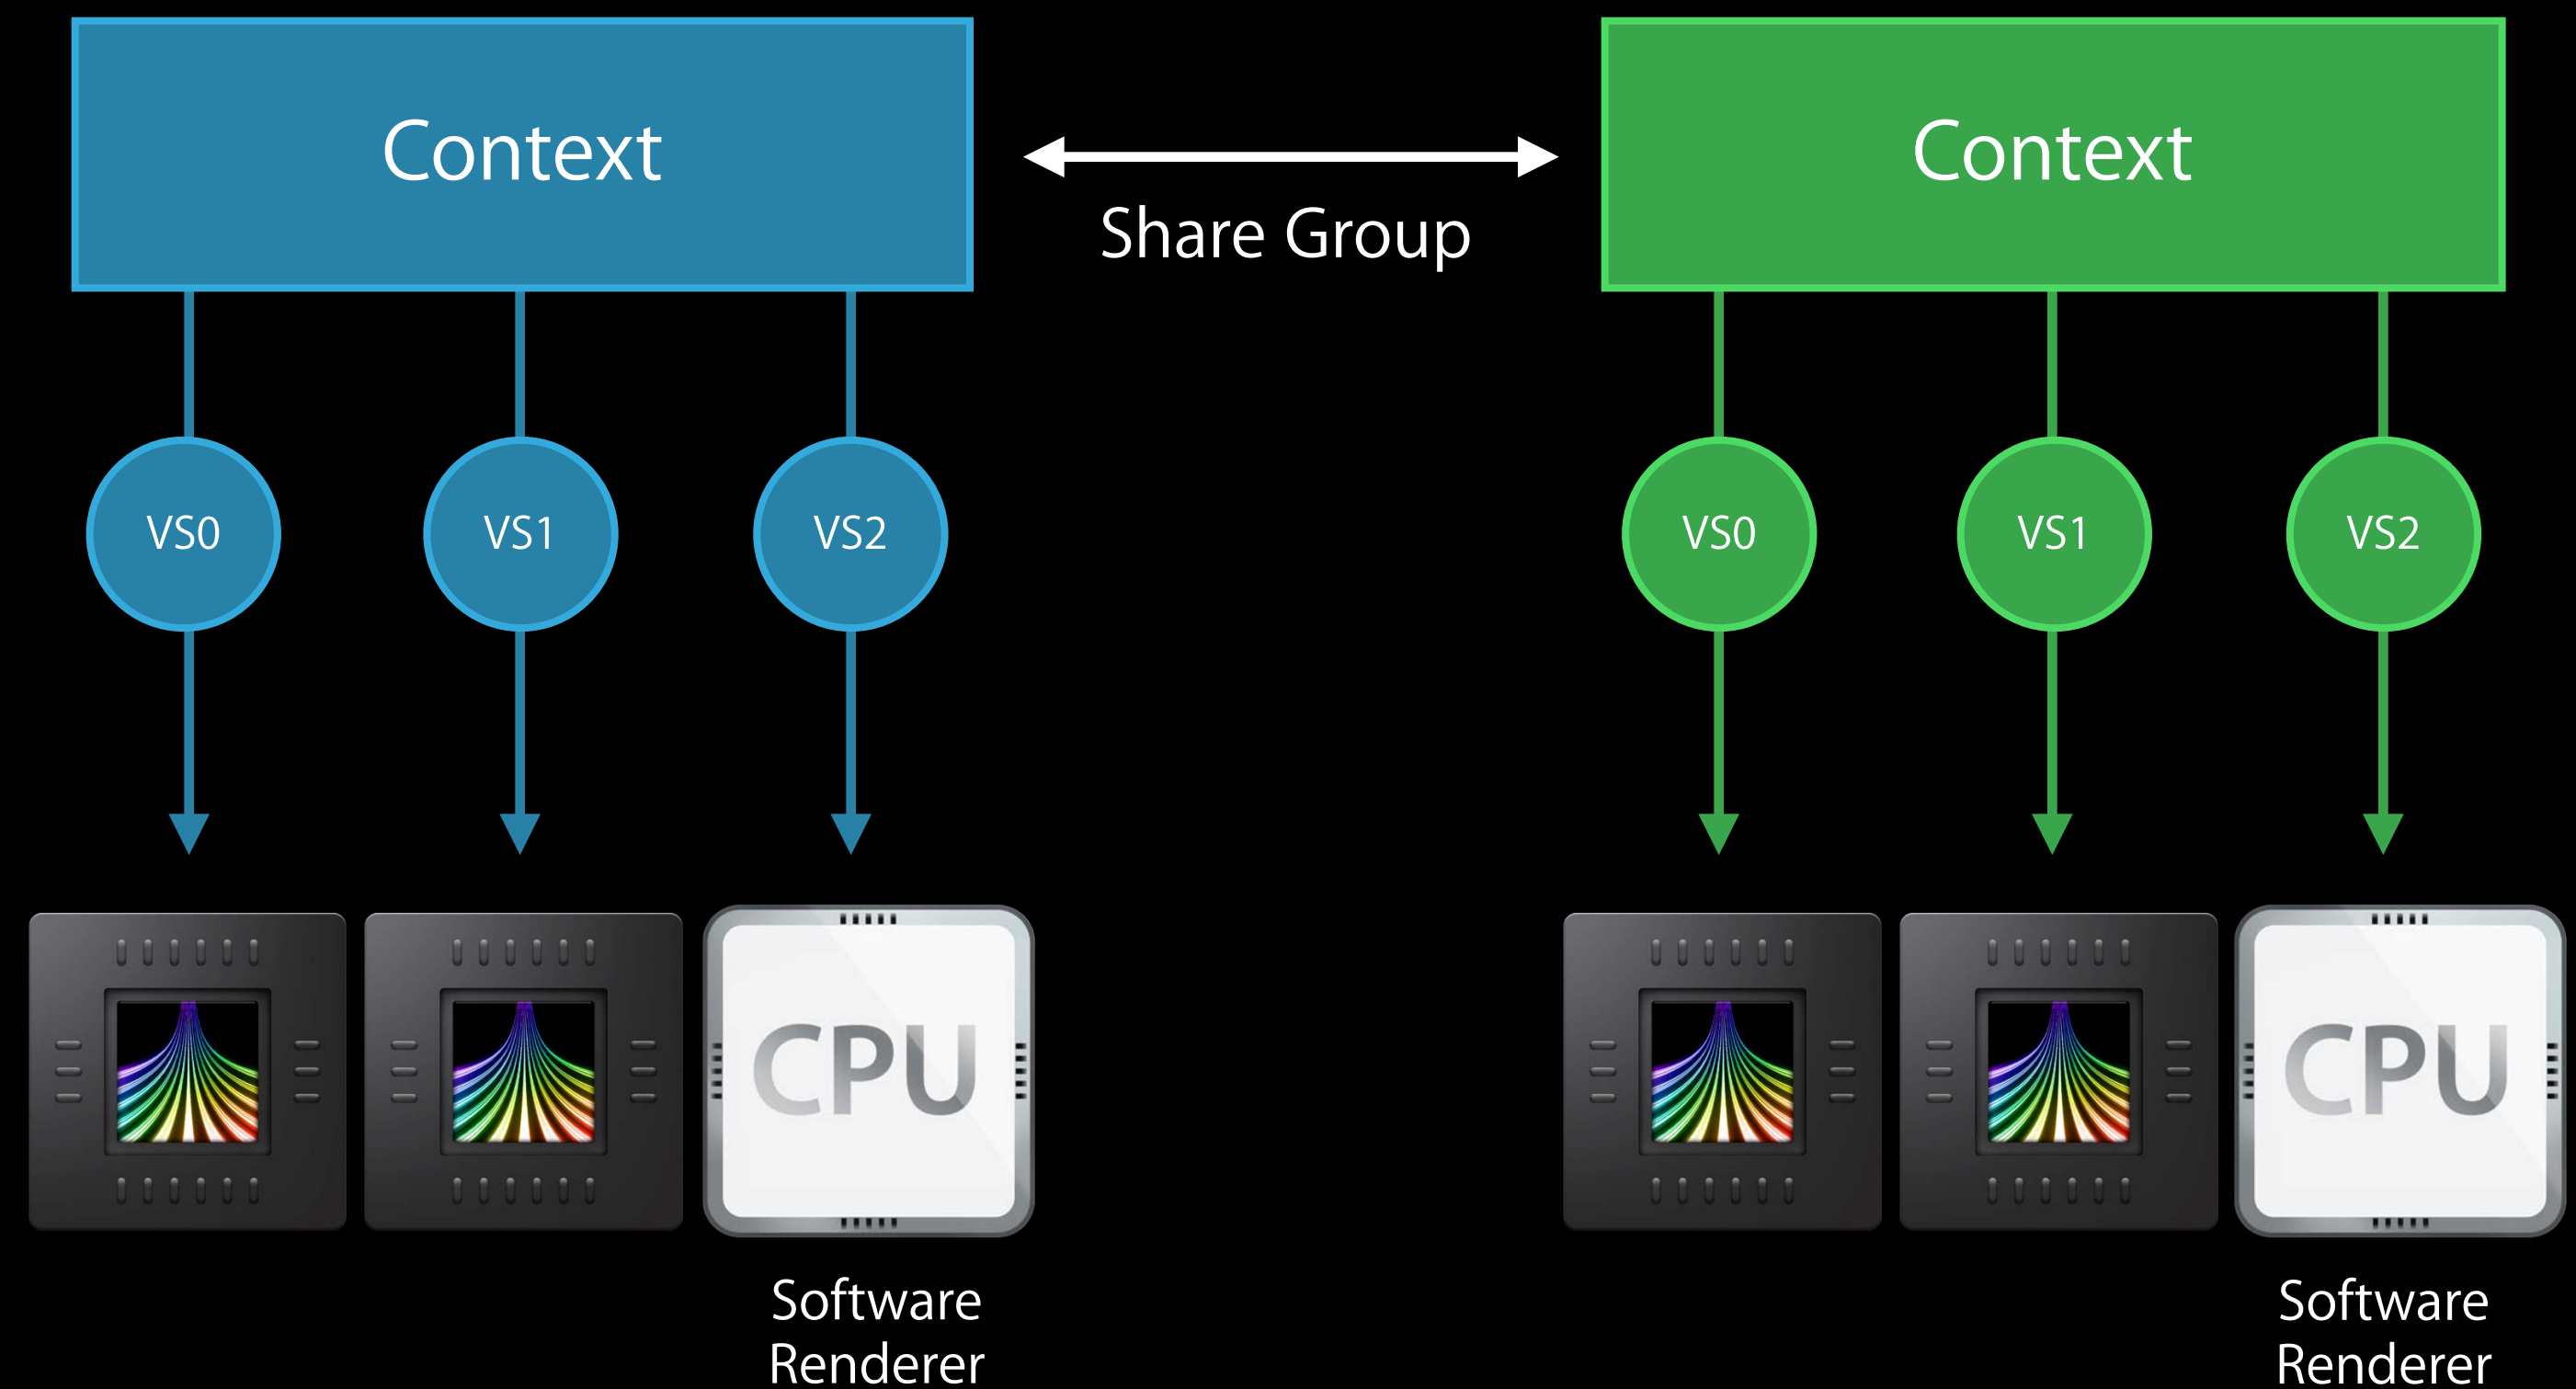 Context
Context
Share Group
VS0
VS1
VS2
VS0
VS1
VS2
CPU
CPU
Software
Renderer
Software
Renderer